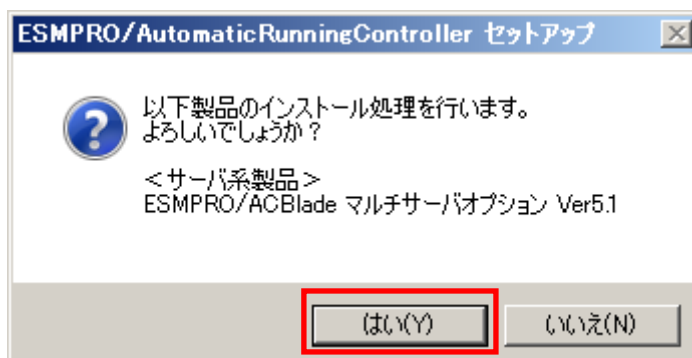 ESMPRO/AutomaticRunningController セットアップ
以下製品のインストール処理を行います。
よろしいでしょうか？
＜サーバ系製品＞
ESMPRO/ACBlade マルチサーバオプション Ver5.1
はい(Y)
いいえ(N)